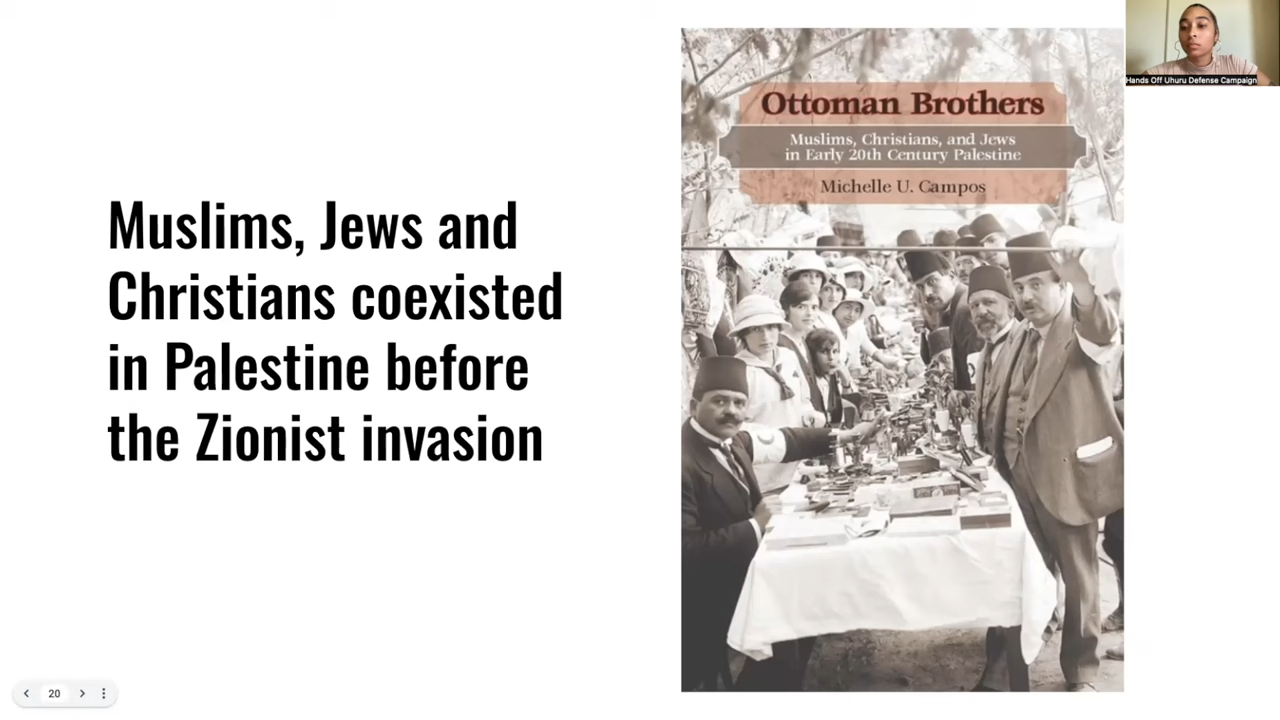 Muslims, Jews and
Christians coexisted
in Palestine before
the Zionist invasion
Ottoman Brothers
Muslims, Christians, and Jews
in Early 20th Century Palestine
Michelle U. Campos
Hands Off Uhuru Defense Campaign
20